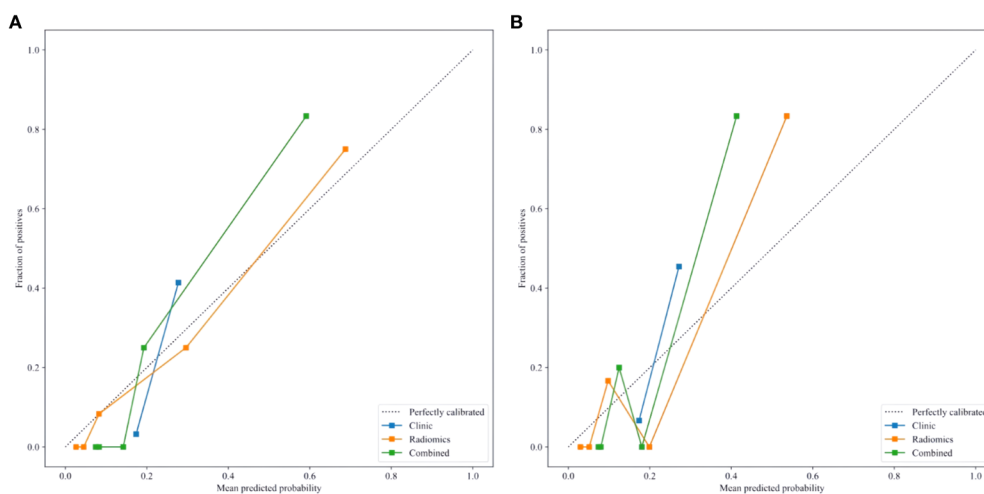 A
1.0
0.8
0.6
0.4
0.2
0.0
Fraction of positives
0.0 0.2 0.4 0.6 0.8 1.0
Mean predicted probability
Perfectly calibrated
Clinic
Radiomics
Combined
B
1.0
0.8
0.6
0.4
0.2
0.0
Fraction of positives
0.0 0.2 0.4 0.6 0.8 1.0
Mean predicted probability
Perfectly calibrated
Clinic
Radiomics
Combined